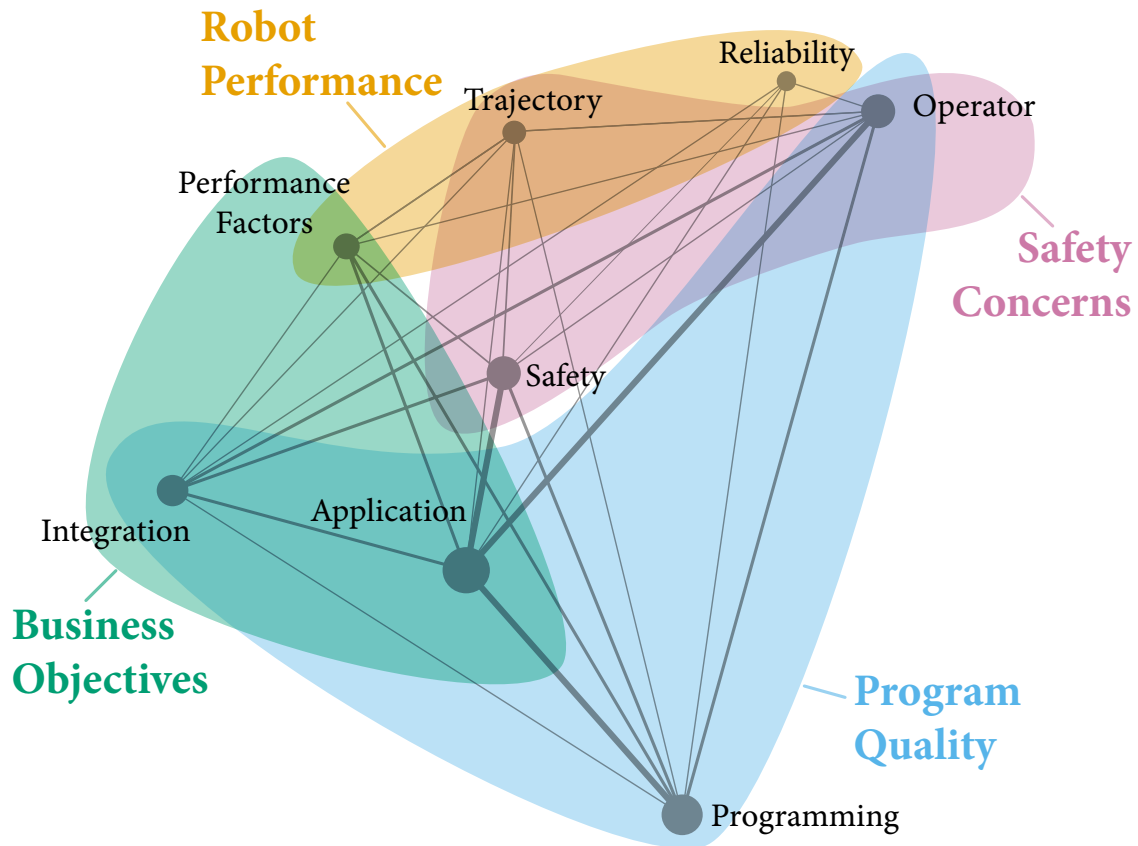 Robot
Performance
Reliability
Trajectory
Operator
Performance
Factors
Safety
Concerns
Safety
Application
Integration
Business
Objectives
Program
Quality
Programming